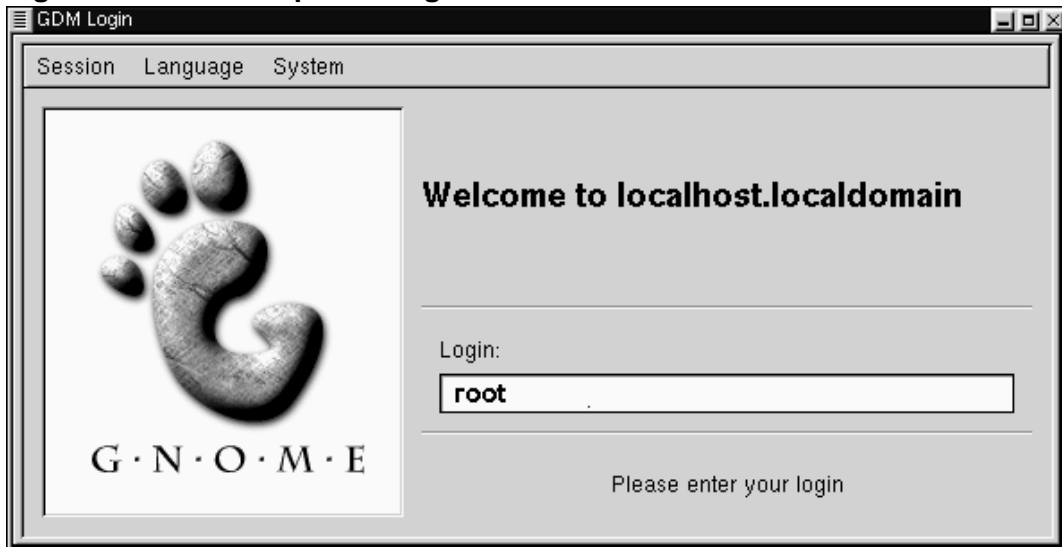 GDM Login
Session Language System
Welcome to localhost.localdomain
Login:
root
G·N·O·M·E
Please enter your login